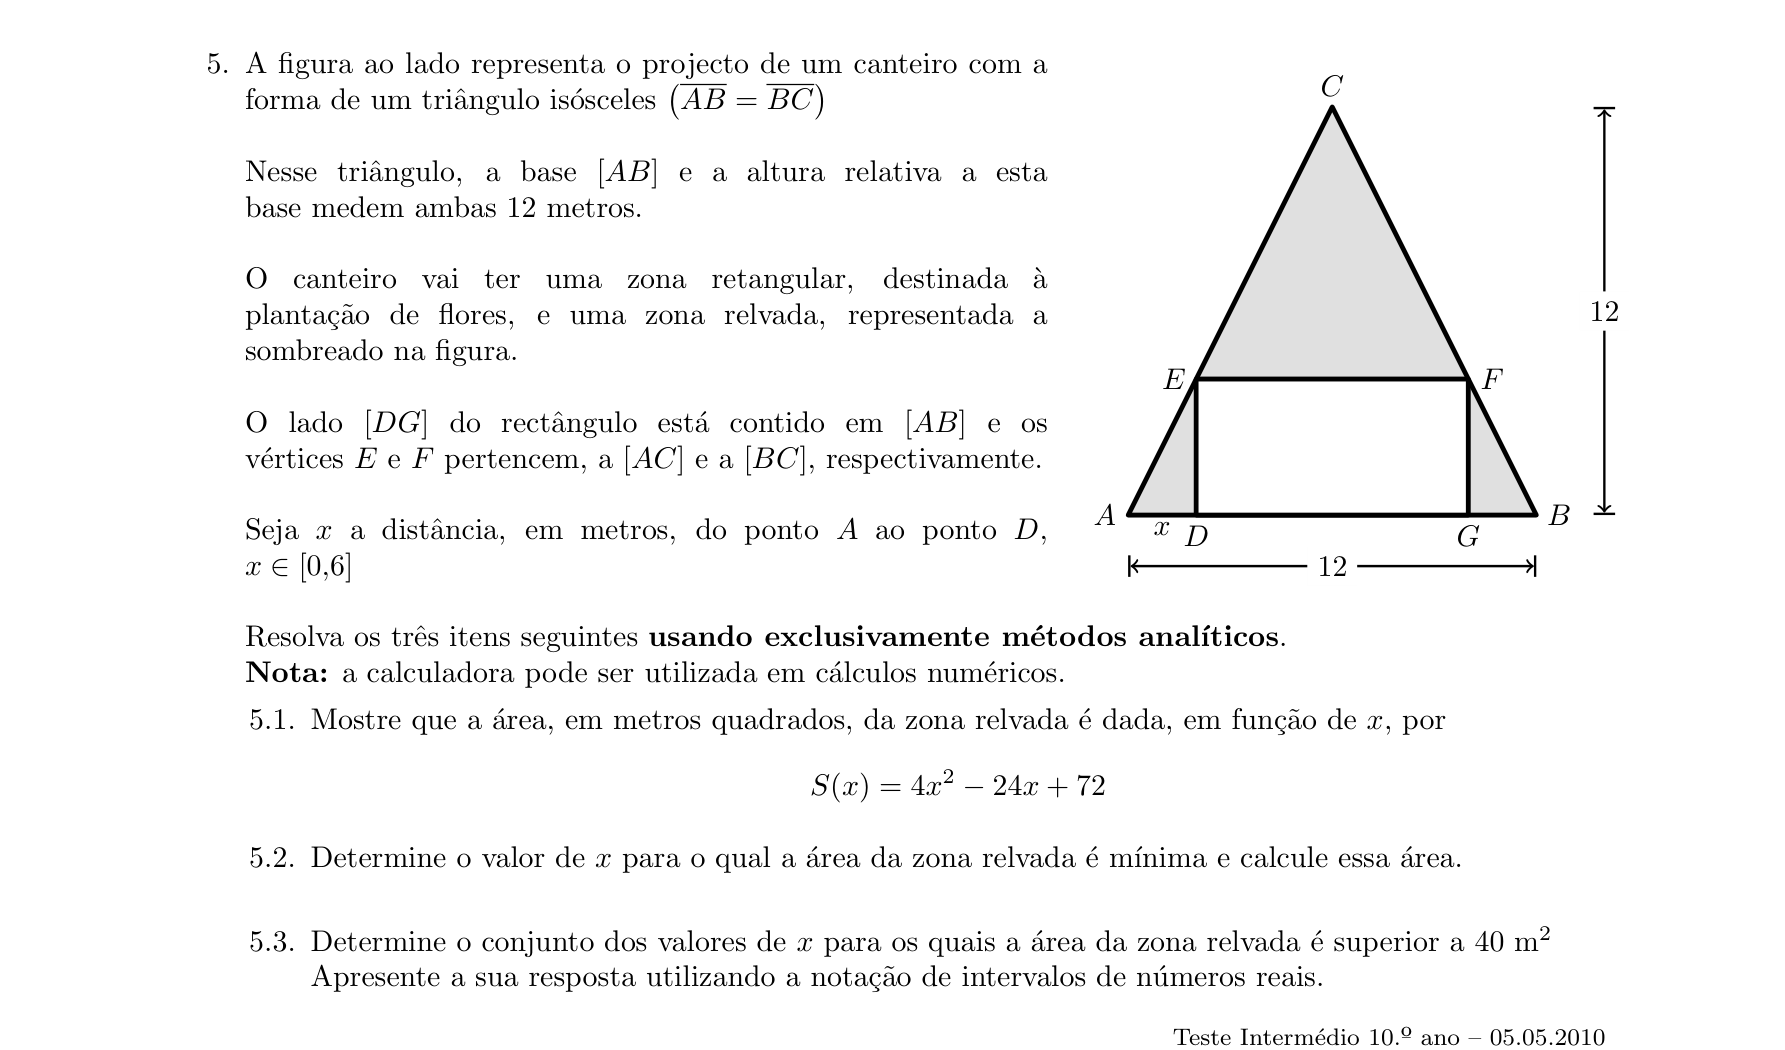 5. A figura ao lado representa o projecto de um canteiro com a
forma de um triângulo isósceles (\overline{AB} = \overline{BC})
Nesse triângulo, a base [AB] e a altura relativa a esta
base medem ambas 12 metros.
O canteiro vai ter uma zona retangular, destinada à
plantação de flores, e uma zona relvada, representada a
sombreado na figura.
O lado [DG] do rectângulo está contido em [AB] e os
vértices E e F pertencem, a [AC] e a [BC], respectivamente.
Seja x a distância, em metros, do ponto A ao ponto D,
x ∈ [0,6]
C
12
E
F
A
x
D
G
B
12
Resolva os três itens seguintes usando exclusivamente métodos analíticos.
Nota: a calculadora pode ser utilizada em cálculos numéricos.
5.1. Mostre que a área, em metros quadrados, da zona relvada é dada, em função de x, por
S(x) = 4x² − 24x + 72
5.2. Determine o valor de x para o qual a área da zona relvada é mínima e calcule essa área.
5.3. Determine o conjunto dos valores de x para os quais a área da zona relvada é superior a 40 m²
Apresente a sua resposta utilizando a notação de intervalos de números reais.
Teste Intermédio 10.º ano – 05.05.2010